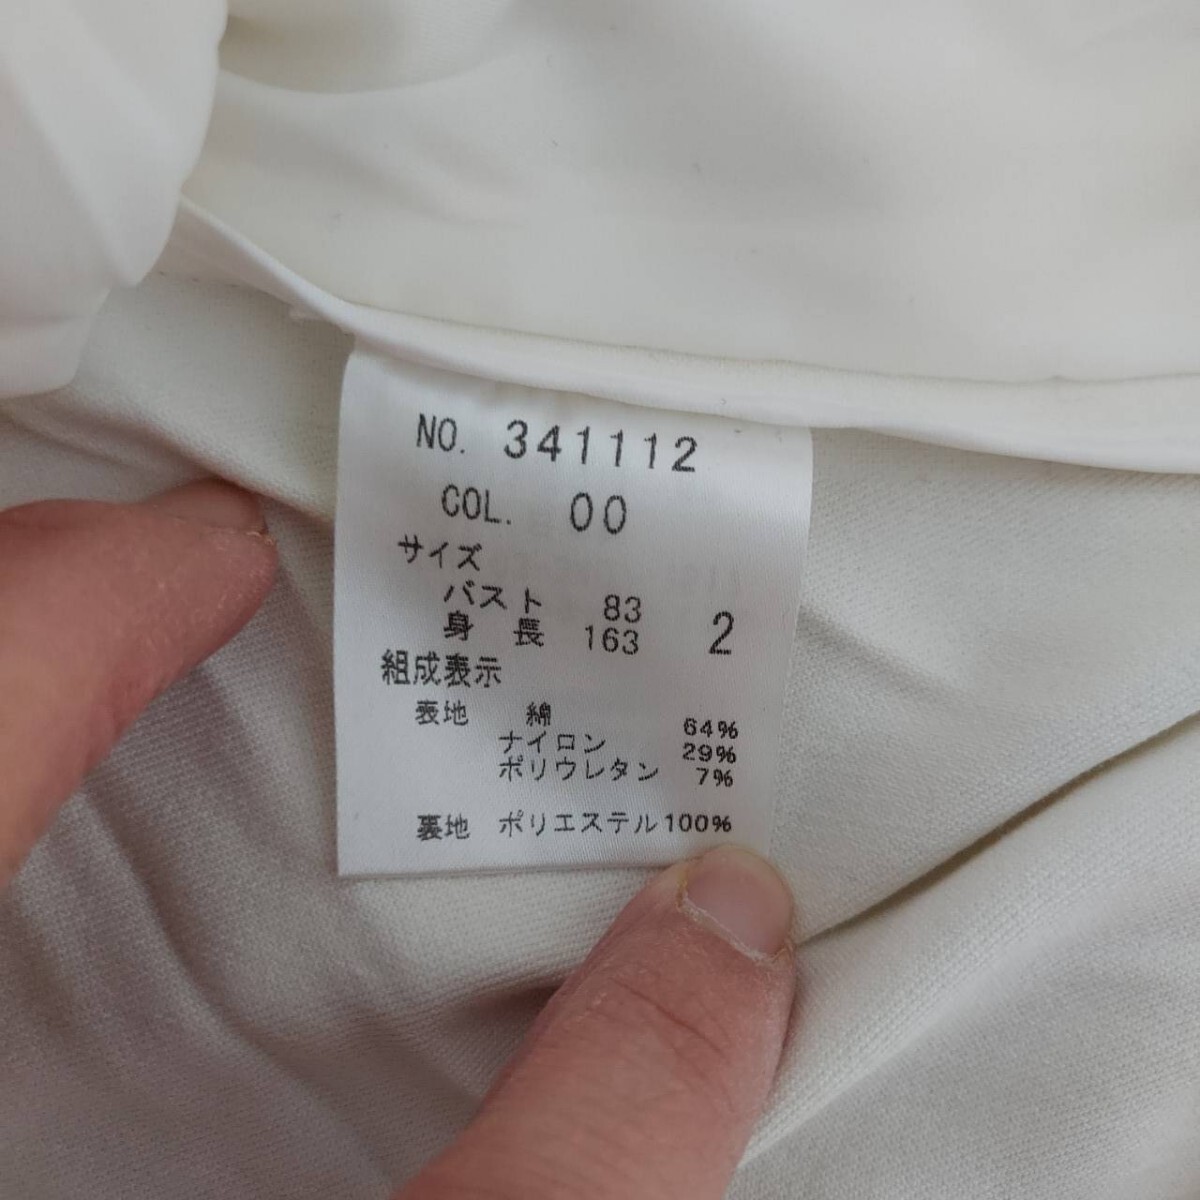 NO. 341112
COL. 00
サイズ
バスト 83
身長 163 2
組成表示
表地 綿 64%
ナイロン 29%
ポリウレタン 7%
裏地 ポリエステル100%